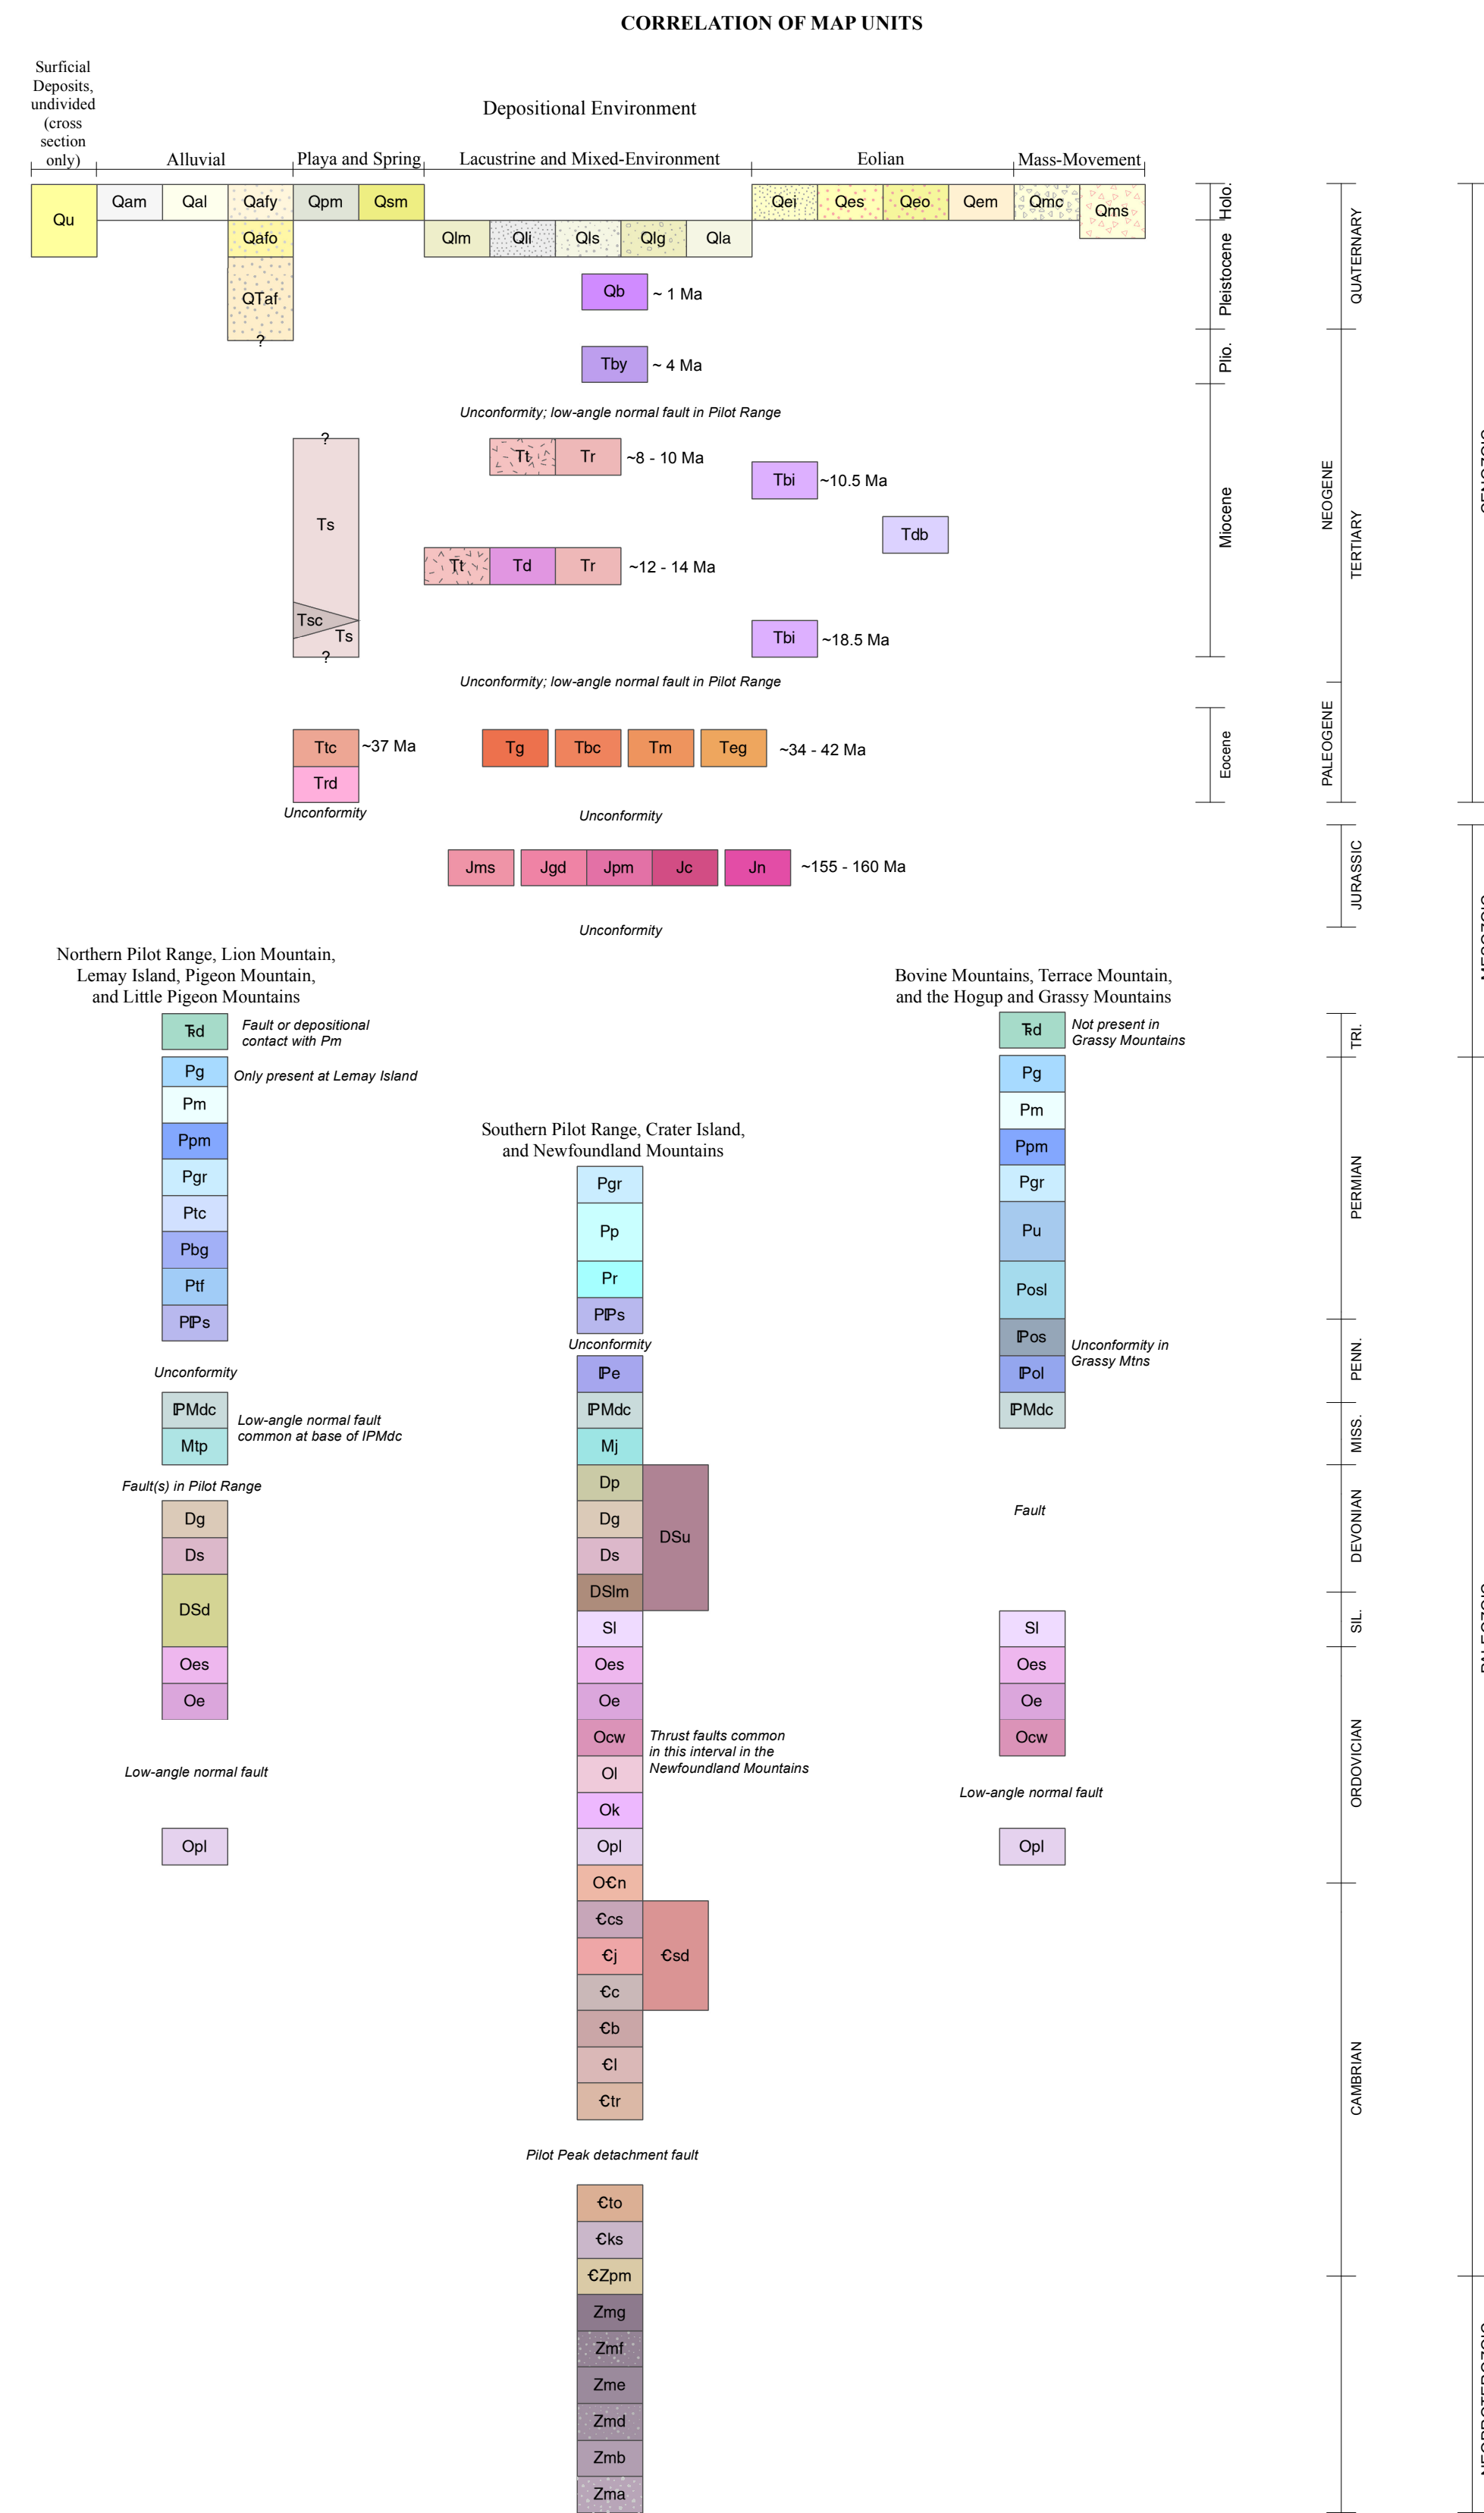 CORRELATION OF MAP UNITS
Surficial
Deposits,
undivided
(cross
section
only)
Depositional Environment
Alluvial
Playa and Spring
Lacustrine and Mixed-Environment
Eolian
Mass-Movement
Qu
Qam
Qal
Qafy
Qpm
Qsm
Qei
Qes
Qeo
Qem
Qmc
Qms
Qafo
Qlm
Qli
Qls
Qlg
Qla
QTaf
?
Qb
~ 1 Ma
Tby
~ 4 Ma
Unconformity; low-angle normal fault in Pilot Range
?
Ts
Tsc
Ts
?
Tt
Tr
~8 - 10 Ma
Tbi
~10.5 Ma
Tdb
Tt
Td
Tr
~12 - 14 Ma
Tbi
~18.5 Ma
Unconformity; low-angle normal fault in Pilot Range
Ttc
~37 Ma
Trd
Unconformity
Tg
Tbc
Tm
Teg
~34 - 42 Ma
Unconformity
Jms
Jgd
Jpm
Jc
Jn
~155 - 160 Ma
Unconformity
Holo.
Pleistocene
Plio.
Miocene
Eocene
QUATERNARY
NEOGENE
TERTIARY
PALEOGENE
JURASSIC
TRI.
PERMIAN
PENN.
MISS.
DEVONIAN
SIL.
ORDOVICIAN
CAMBRIAN
Northern Pilot Range, Lion Mountain,
Lemay Island, Pigeon Mountain,
and Little Pigeon Mountains
Ꞧd
Fault or depositional
contact with Pm
Pg
Only present at Lemay Island
Pm
Ppm
Pgr
Ptc
Pbg
Ptf
PℙPs
Unconformity
ℙMdc
Low-angle normal fault
common at base of IPMdc
Mtp
Fault(s) in Pilot Range
Dg
Ds
DSd
Oes
Oe
Low-angle normal fault
Opl
Southern Pilot Range, Crater Island,
and Newfoundland Mountains
Pgr
Pp
Pr
PℙPs
Unconformity
ℙe
ℙMdc
Mj
Dp
Dg
Ds
DSlm
DSu
Sl
Oes
Oe
Ocw
Thrust faults common
in this interval in the
Newfoundland Mountains
Ol
Ok
Opl
O€n
€cs
€j
€c
€sd
€b
€l
€tr
Pilot Peak detachment fault
€to
€ks
€Zpm
Zmg
Zmf
Zme
Zmd
Zmb
Zma
Bovine Mountains, Terrace Mountain,
and the Hogup and Grassy Mountains
Ꞧd
Not present in
Grassy Mountains
Pg
Pm
Ppm
Pgr
Pu
Posl
ℙos
Unconformity in
Grassy Mtns
ℙol
ℙMdc
Fault
Sl
Oes
Oe
Ocw
Low-angle normal fault
Opl